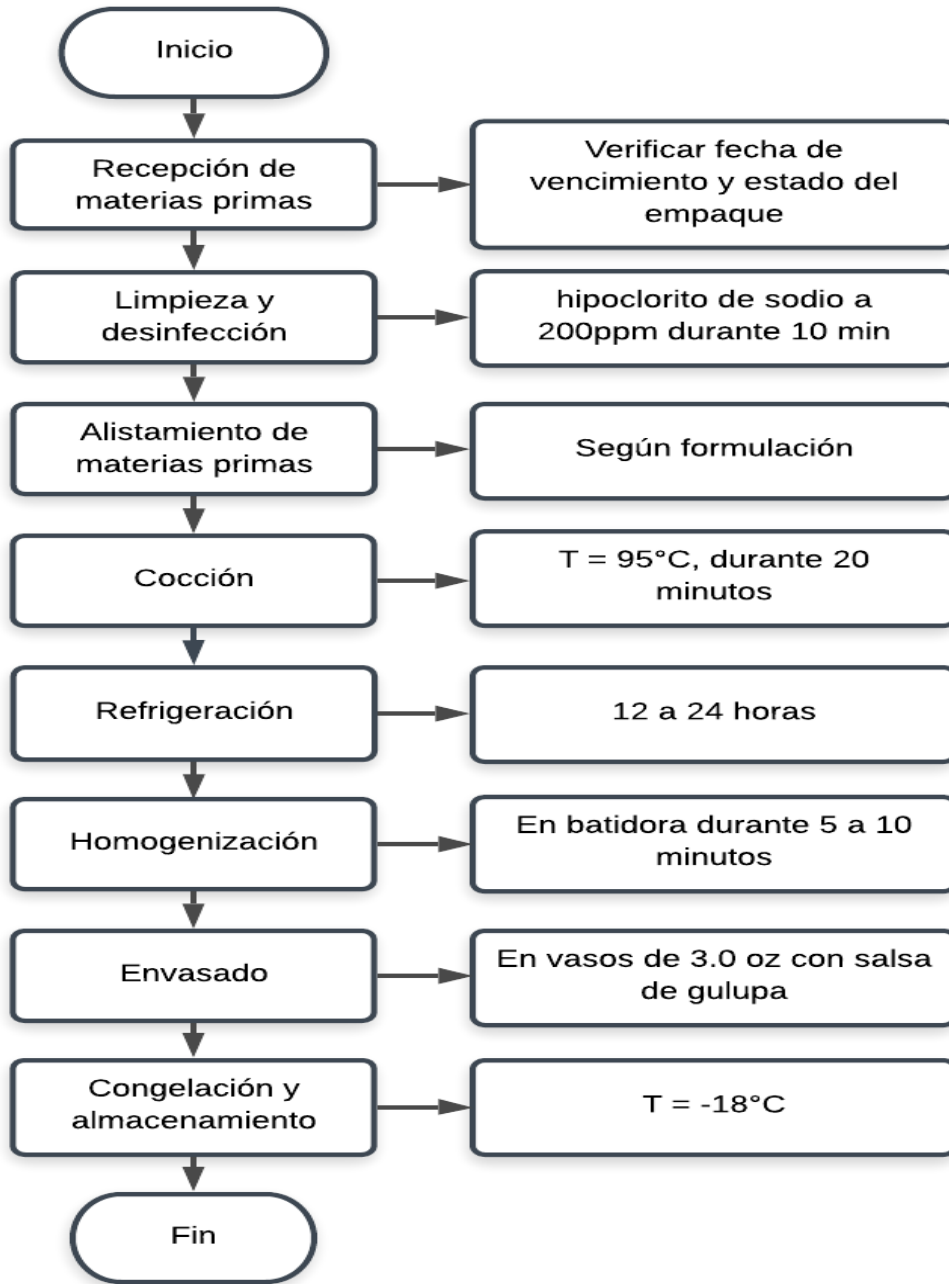 Inicio
Recepción de
materias primas
Verificar fecha de
vencimiento y estado del
empaque
Limpieza y
desinfección
hipoclorito de sodio a
200ppm durante 10 min
Alistamiento de
materias primas
Según formulación
Cocción
T = 95°C, durante 20
minutos
Refrigeración
12 a 24 horas
Homogenización
En batidora durante 5 a 10
minutos
Envasado
En vasos de 3.0 oz con salsa
de gulupa
Congelación y
almacenamiento
T = -18°C
Fin